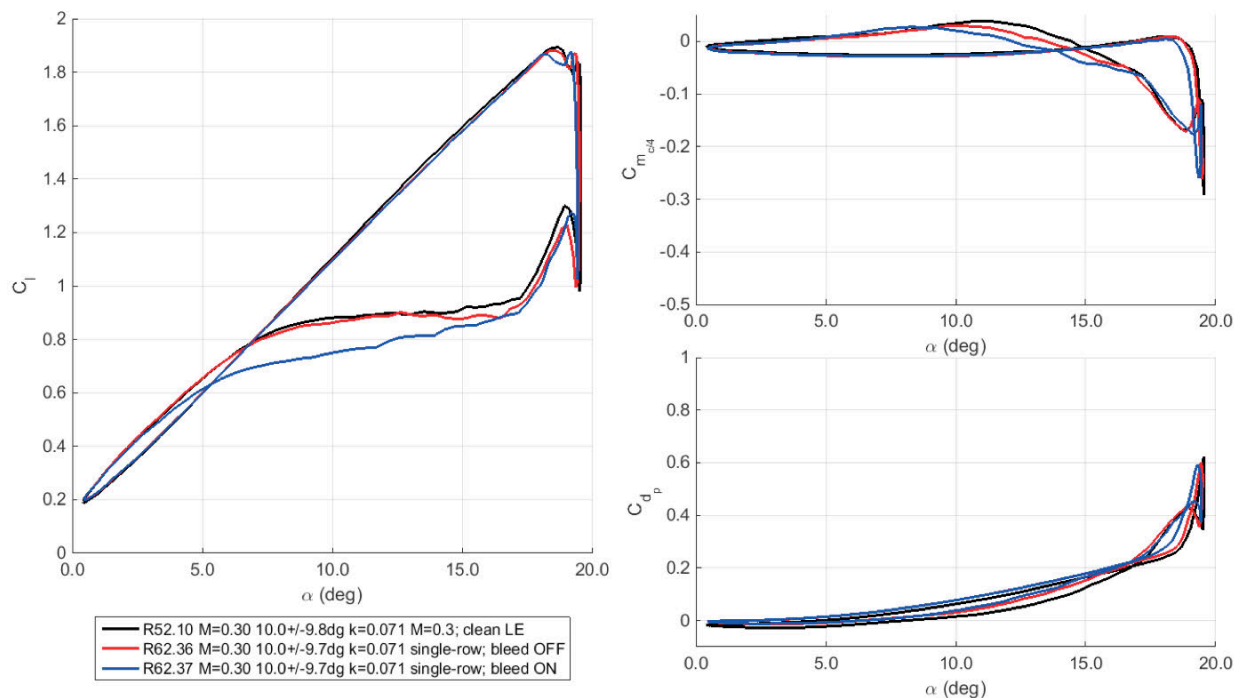 2
1.8
1.6
1.4
1.2
1
0.8
0.6
0.4
0.2
0
C_l
0.0 5.0 10.0 15.0 20.0
α (deg)
R52.10 M=0.30 10.0+/-9.8dg k=0.071 M=0.3; clean LE
R62.36 M=0.30 10.0+/-9.7dg k=0.071 single-row; bleed OFF
R62.37 M=0.30 10.0+/-9.7dg k=0.071 single-row; bleed ON
0
-0.1
-0.2
-0.3
-0.4
-0.5
C_m_c/4
0.0 5.0 10.0 15.0 20.0
α (deg)
1
0.8
0.6
0.4
0.2
0
C_d_p
0.0 5.0 10.0 15.0 20.0
α (deg)